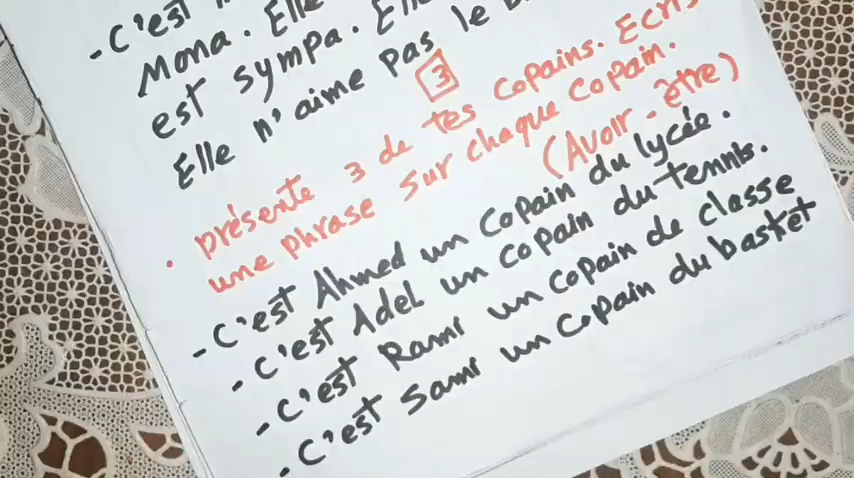 - C'est
Mona. Elle
est sympa. Elle
Elle n'aime pas le
3
. présente 3 de tes copains. Ecris
une phrase sur chaque copain.
(Avoir - être)
- C'est Ahmed un copain du lycée.
- C'est Adel un copain du tennis.
- C'est Rami un copain de classe
- C'est Sami un copain du basket